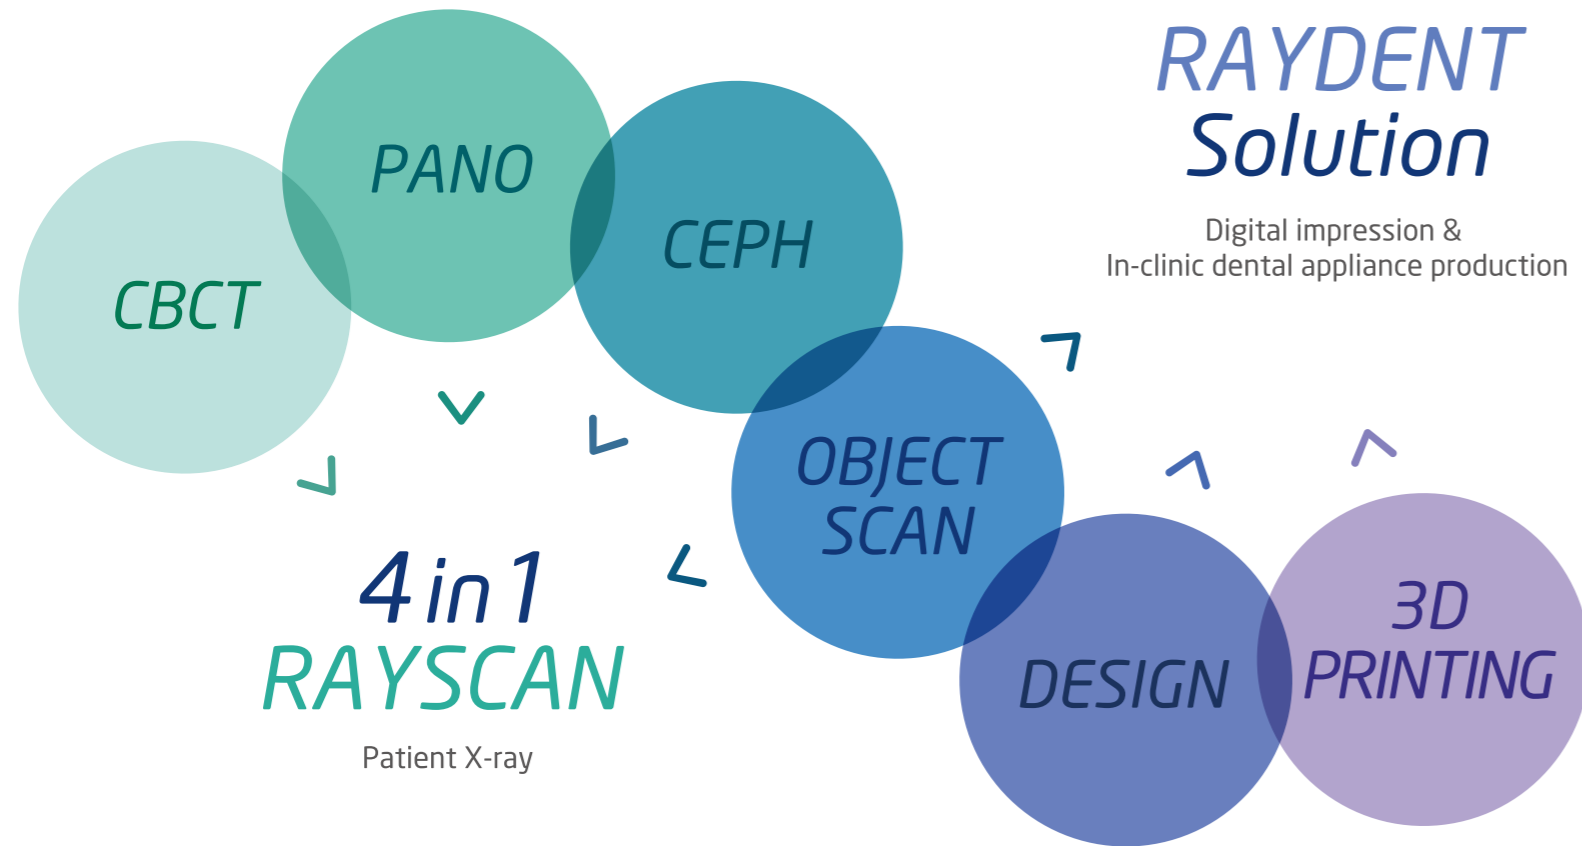 RAYDENT
Solution
Digital impression &
In-clinic dental appliance production
PANO
CEPH
CBCT
OBJECT
SCAN
4 in 1
RAYSCAN
Patient X-ray
DESIGN
3D
PRINTING